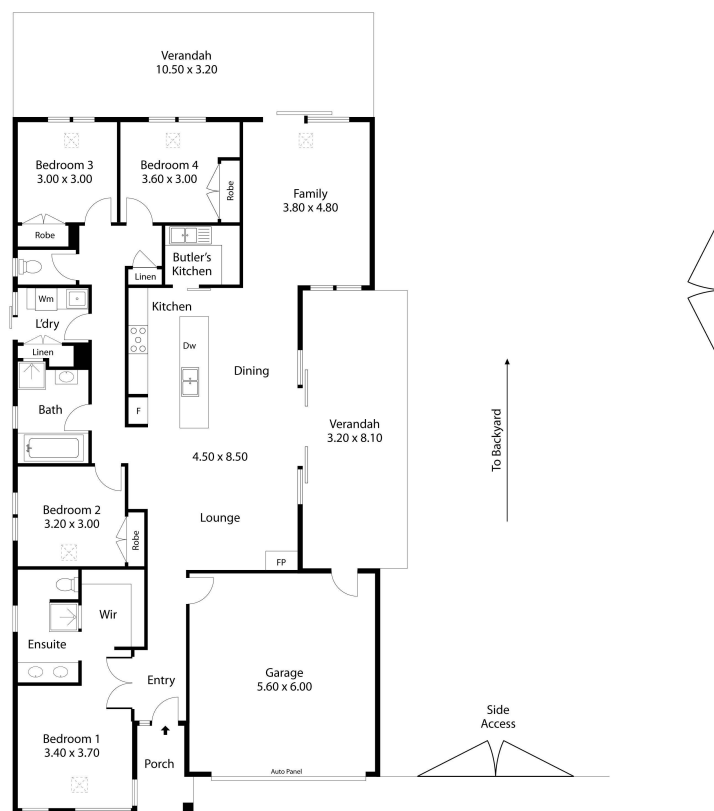 Verandah
10.50 x 3.20
Bedroom 3
3.00 x 3.00
Bedroom 4
3.60 x 3.00
Robe
Family
3.80 x 4.80
Robe
Butler's
Kitchen
Linen
Wm
L'dry
Linen
Kitchen
Dw
Dining
Bath
F
Verandah
3.20 x 8.10
To Backyard
4.50 x 8.50
Bedroom 2
3.20 x 3.00
Robe
Lounge
FP
Wir
Ensuite
Entry
Garage
5.60 x 6.00
Side
Access
Bedroom 1
3.40 x 3.70
Porch
Auto Panel